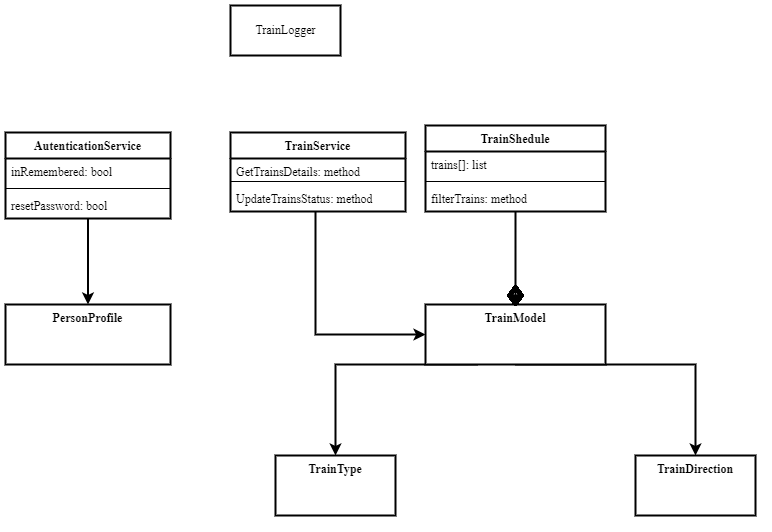 TrainLogger
AutenticationService
inRemembered: bool
resetPassword: bool
TrainService
GetTrainsDetails: method
UpdateTrainsStatus: method
TrainShedule
trains[]: list
filterTrains: method
PersonProfile
TrainModel
TrainType
TrainDirection